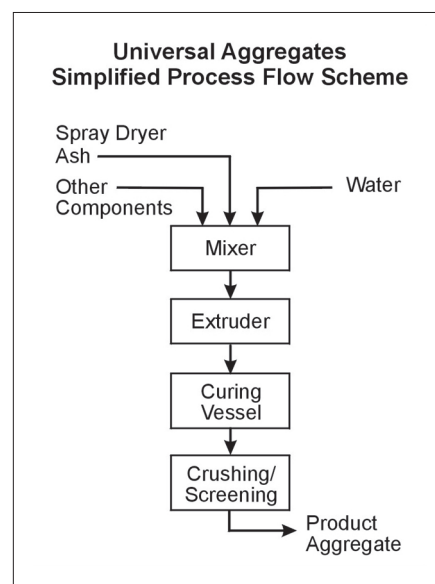 Universal Aggregates
Simplified Process Flow Scheme
Spray Dryer
Ash
Other
Components
Water
Mixer
Extruder
Curing
Vessel
Crushing/
Screening
Product
Aggregate